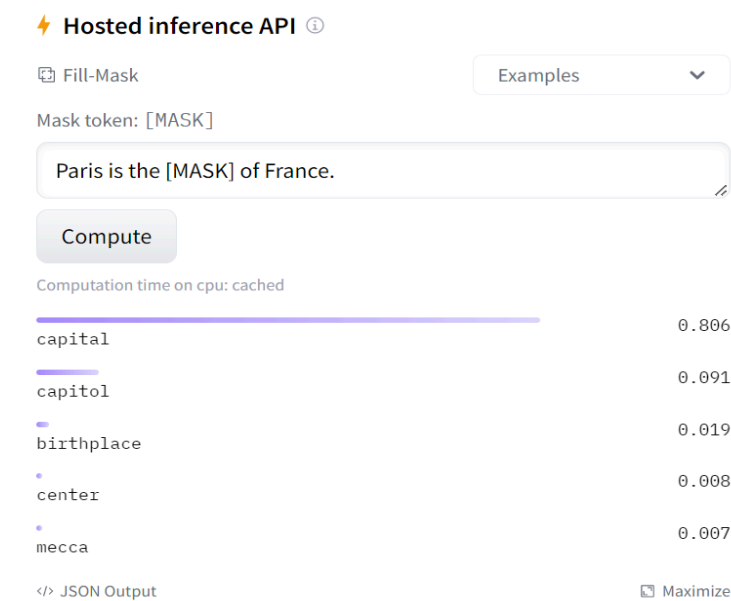 Hosted inference API
Fill-Mask
Examples
Mask token: [MASK]
Paris is the [MASK] of France.
Compute
Computation time on cpu: cached
capital 0.806
capitol 0.091
birthplace 0.019
center 0.008
mecca 0.007
</> JSON Output
Maximize